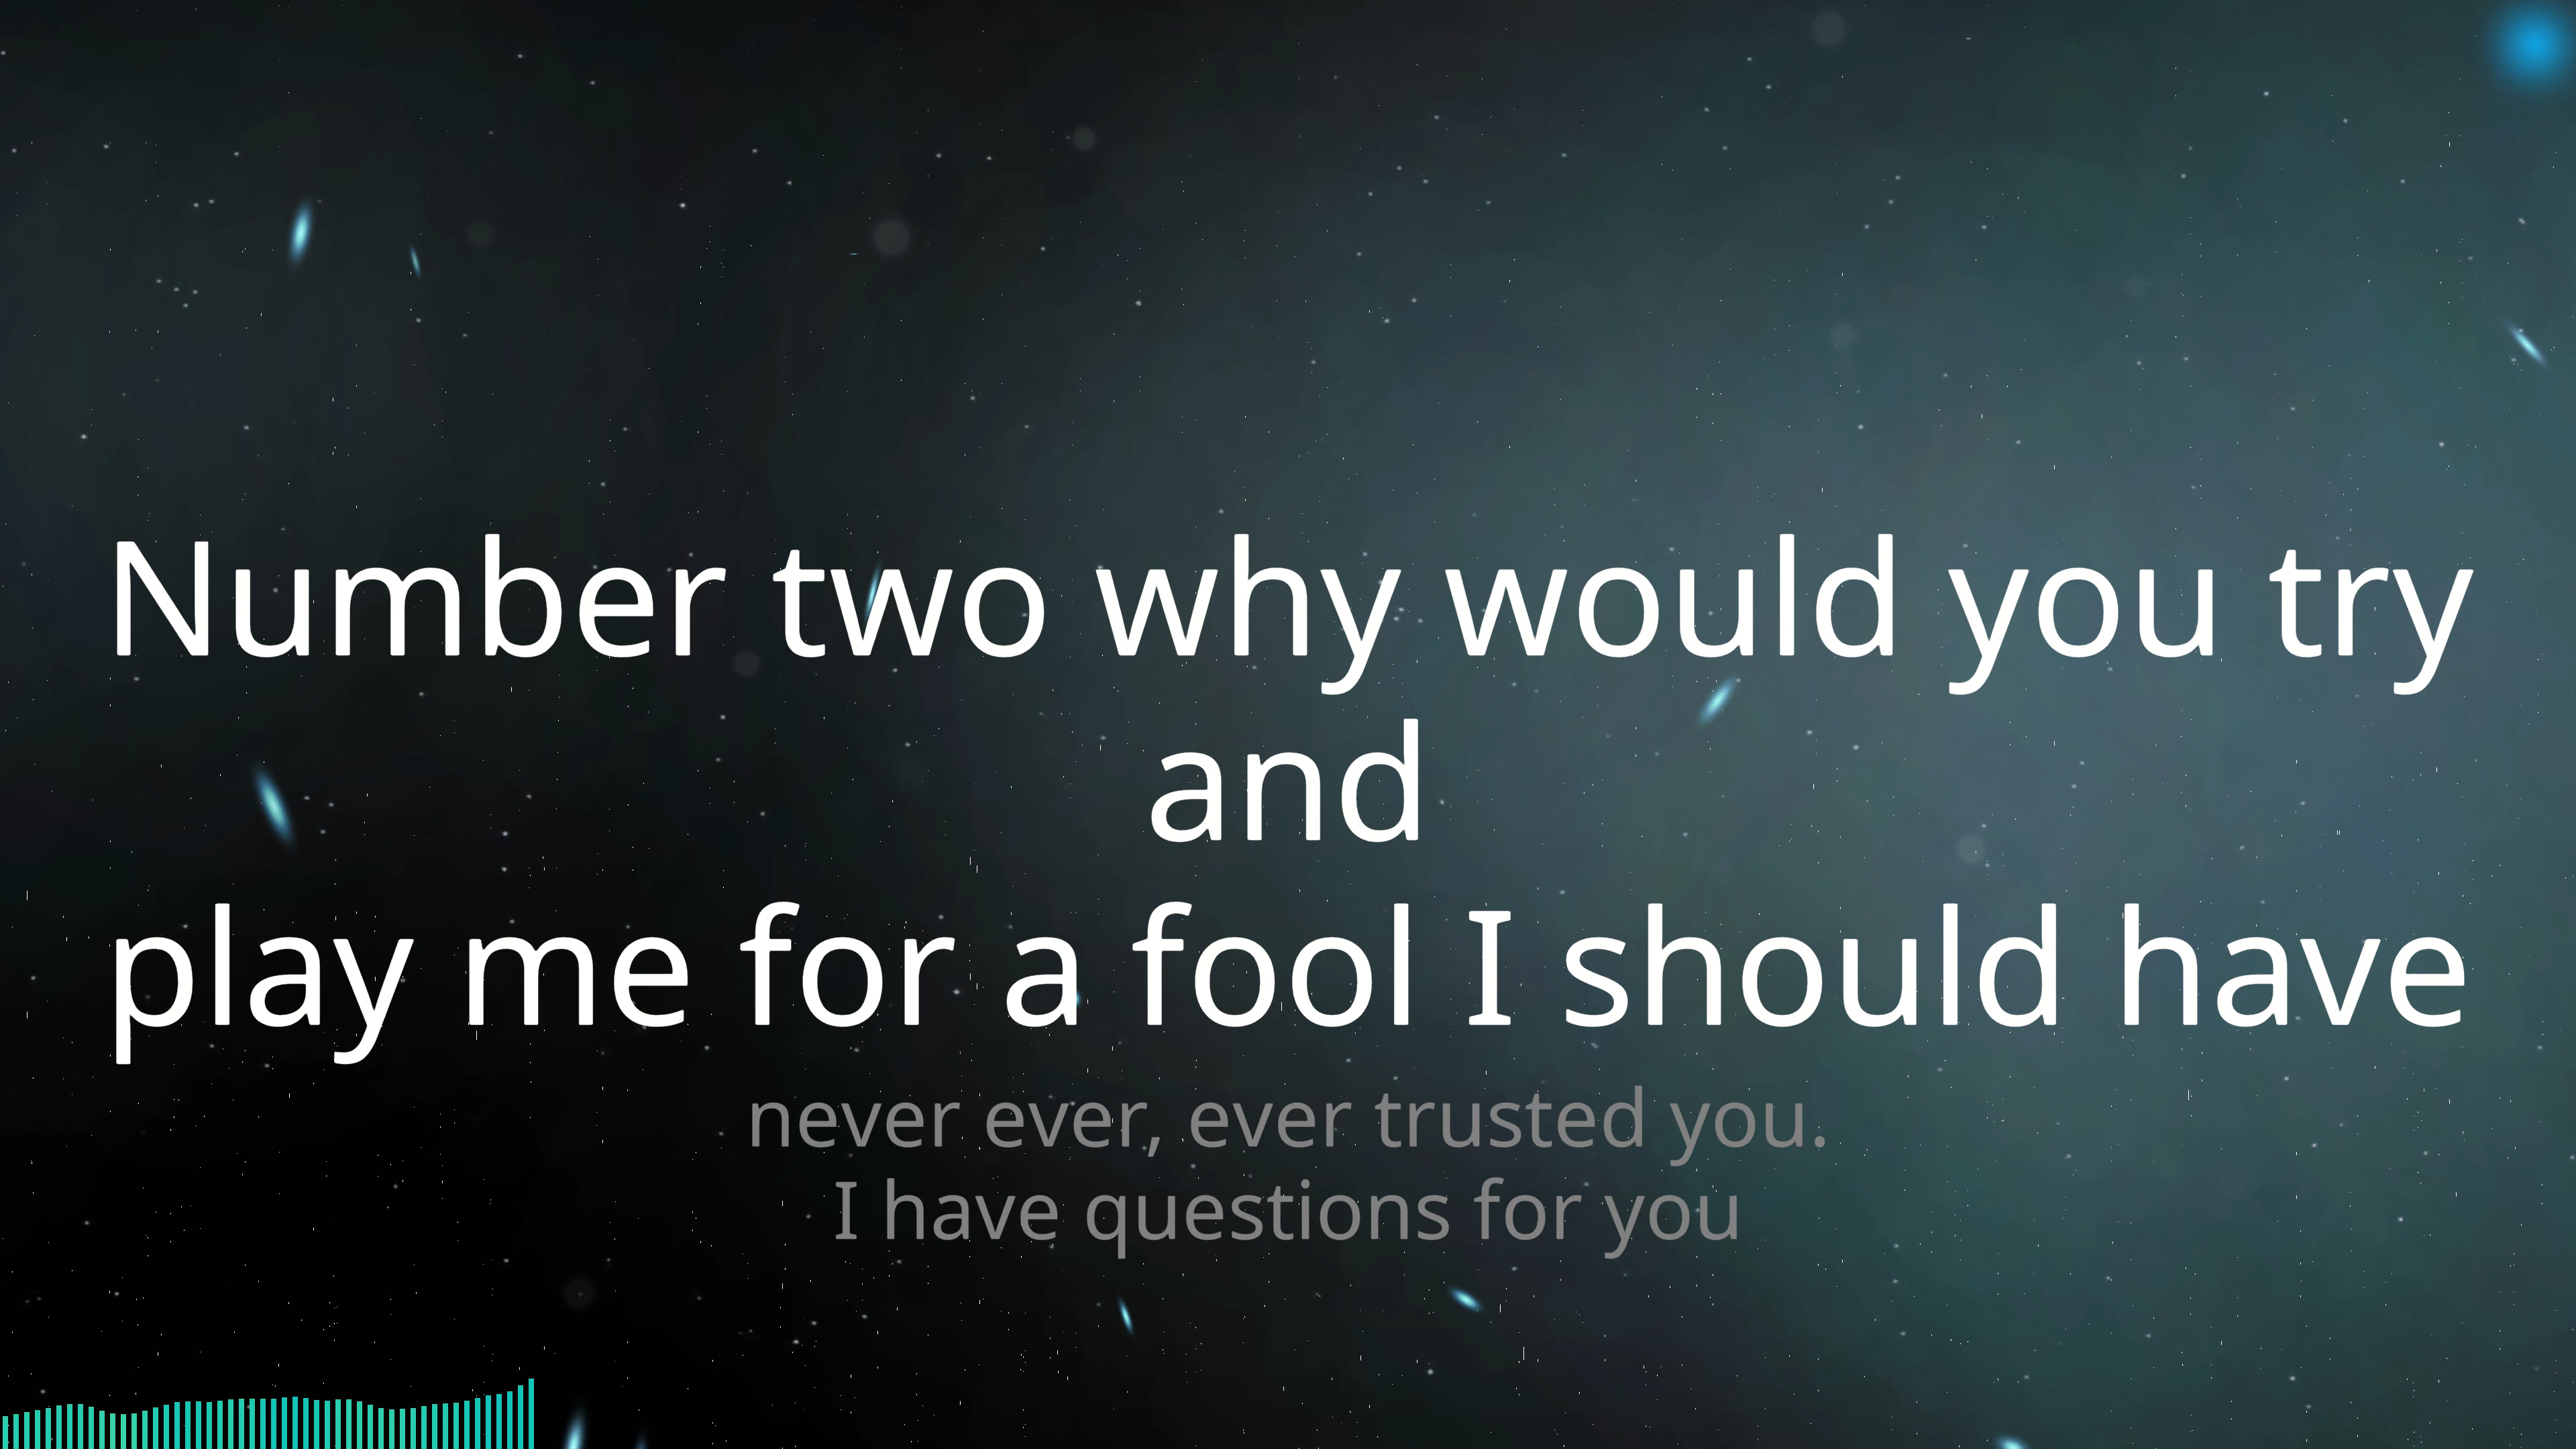 Number two why would you try
and
play me for a fool I should have
never ever, ever trusted you.
I have questions for you